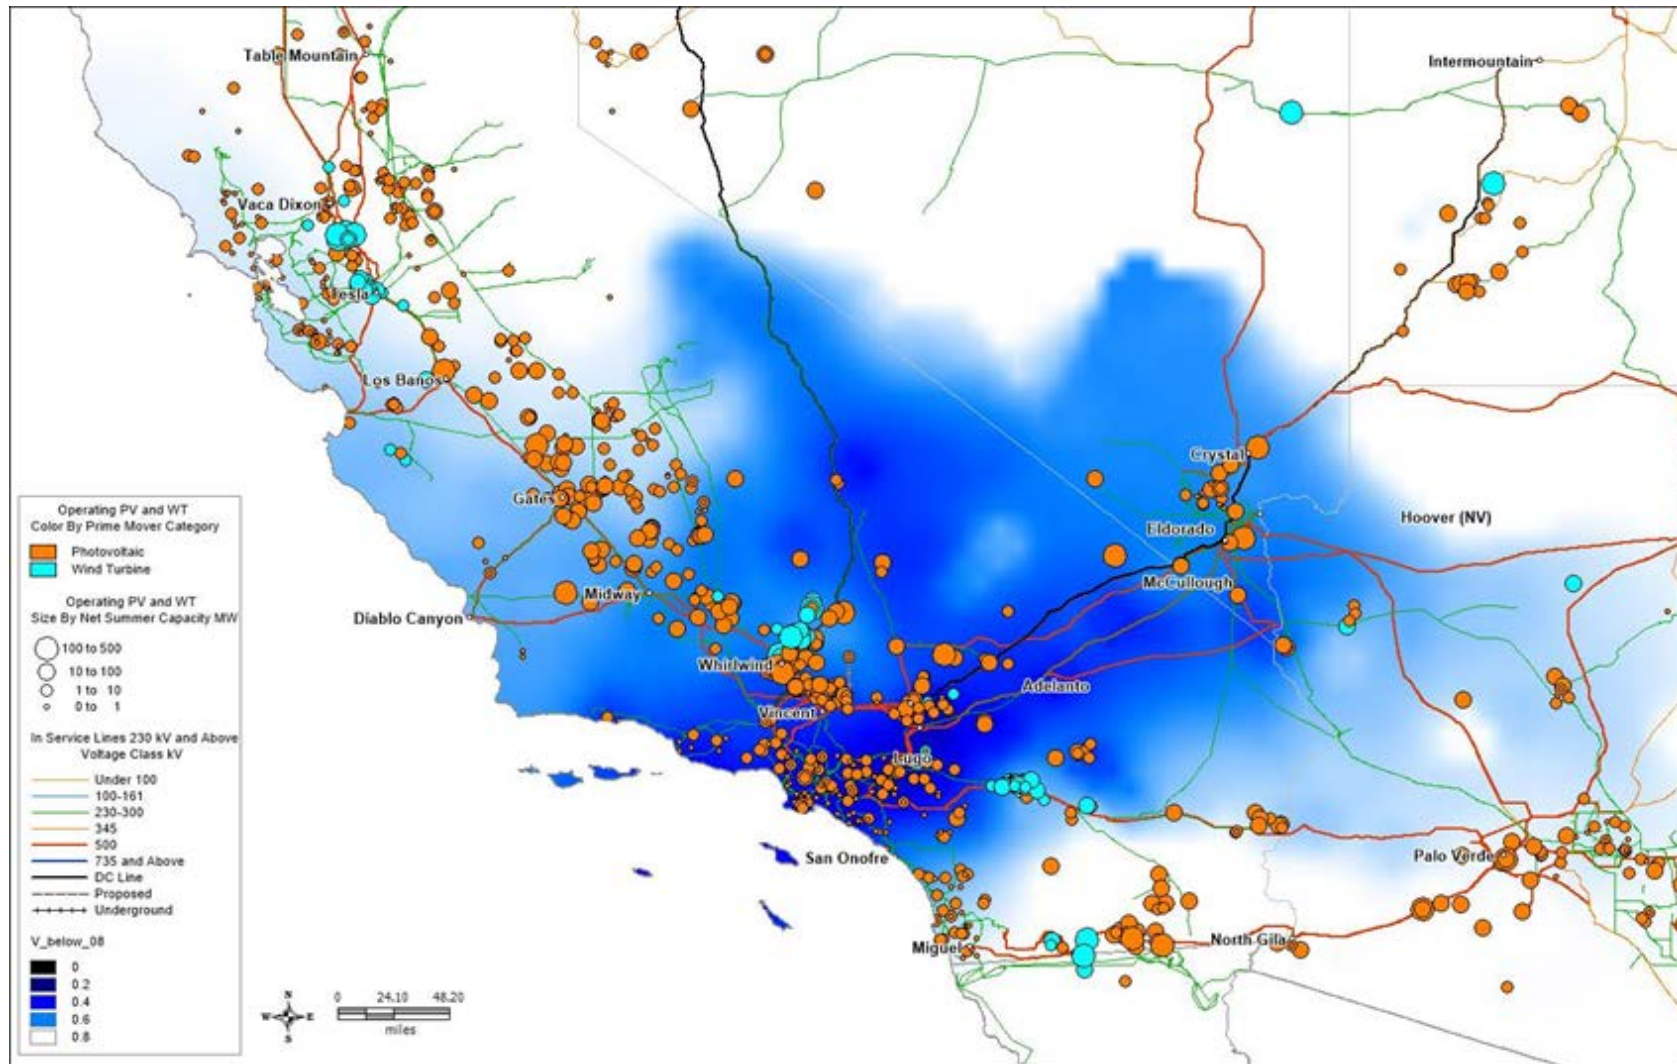 Table Mountain
Intermountain
Vaca Dixon
Tesla
Los Banos
Crystal
Gates
Eldorado
Hoover (NV)
McCullough
Midway
Diablo Canyon
Whirlwind
Adelanto
Vincent
Lugo
San Onofre
Palo Verde
Miguel
North Gila
Operating PV and WT
Color By Prime Mover Category
Photovoltaic
Wind Turbine
Operating PV and WT
Size By Net Summer Capacity MW
100 to 500
10 to 100
1 to 10
0 to 1
In Service Lines 230 kV and Above
Voltage Class kV
Under 100
100-161
230-300
345
500
735 and Above
DC Line
Proposed
Underground
V_below_08
0
0.2
0.4
0.6
0.8
N
W E
S
0 24.10 48.20
miles